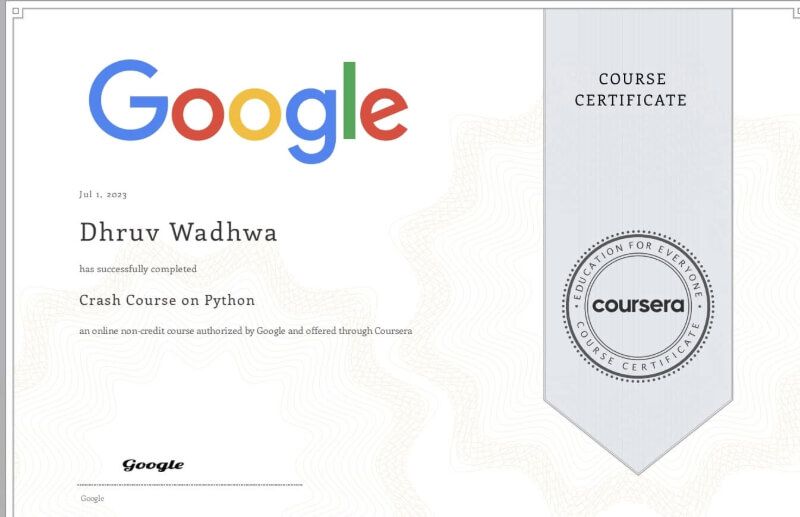 Google
COURSE
CERTIFICATE
Jul 1, 2023
Dhruv Wadhwa
has successfully completed
Crash Course on Python
an online non-credit course authorized by Google and offered through Coursera
EDUCATION FOR EVERYONE
coursera
COURSE CERTIFICATE
Google
Google